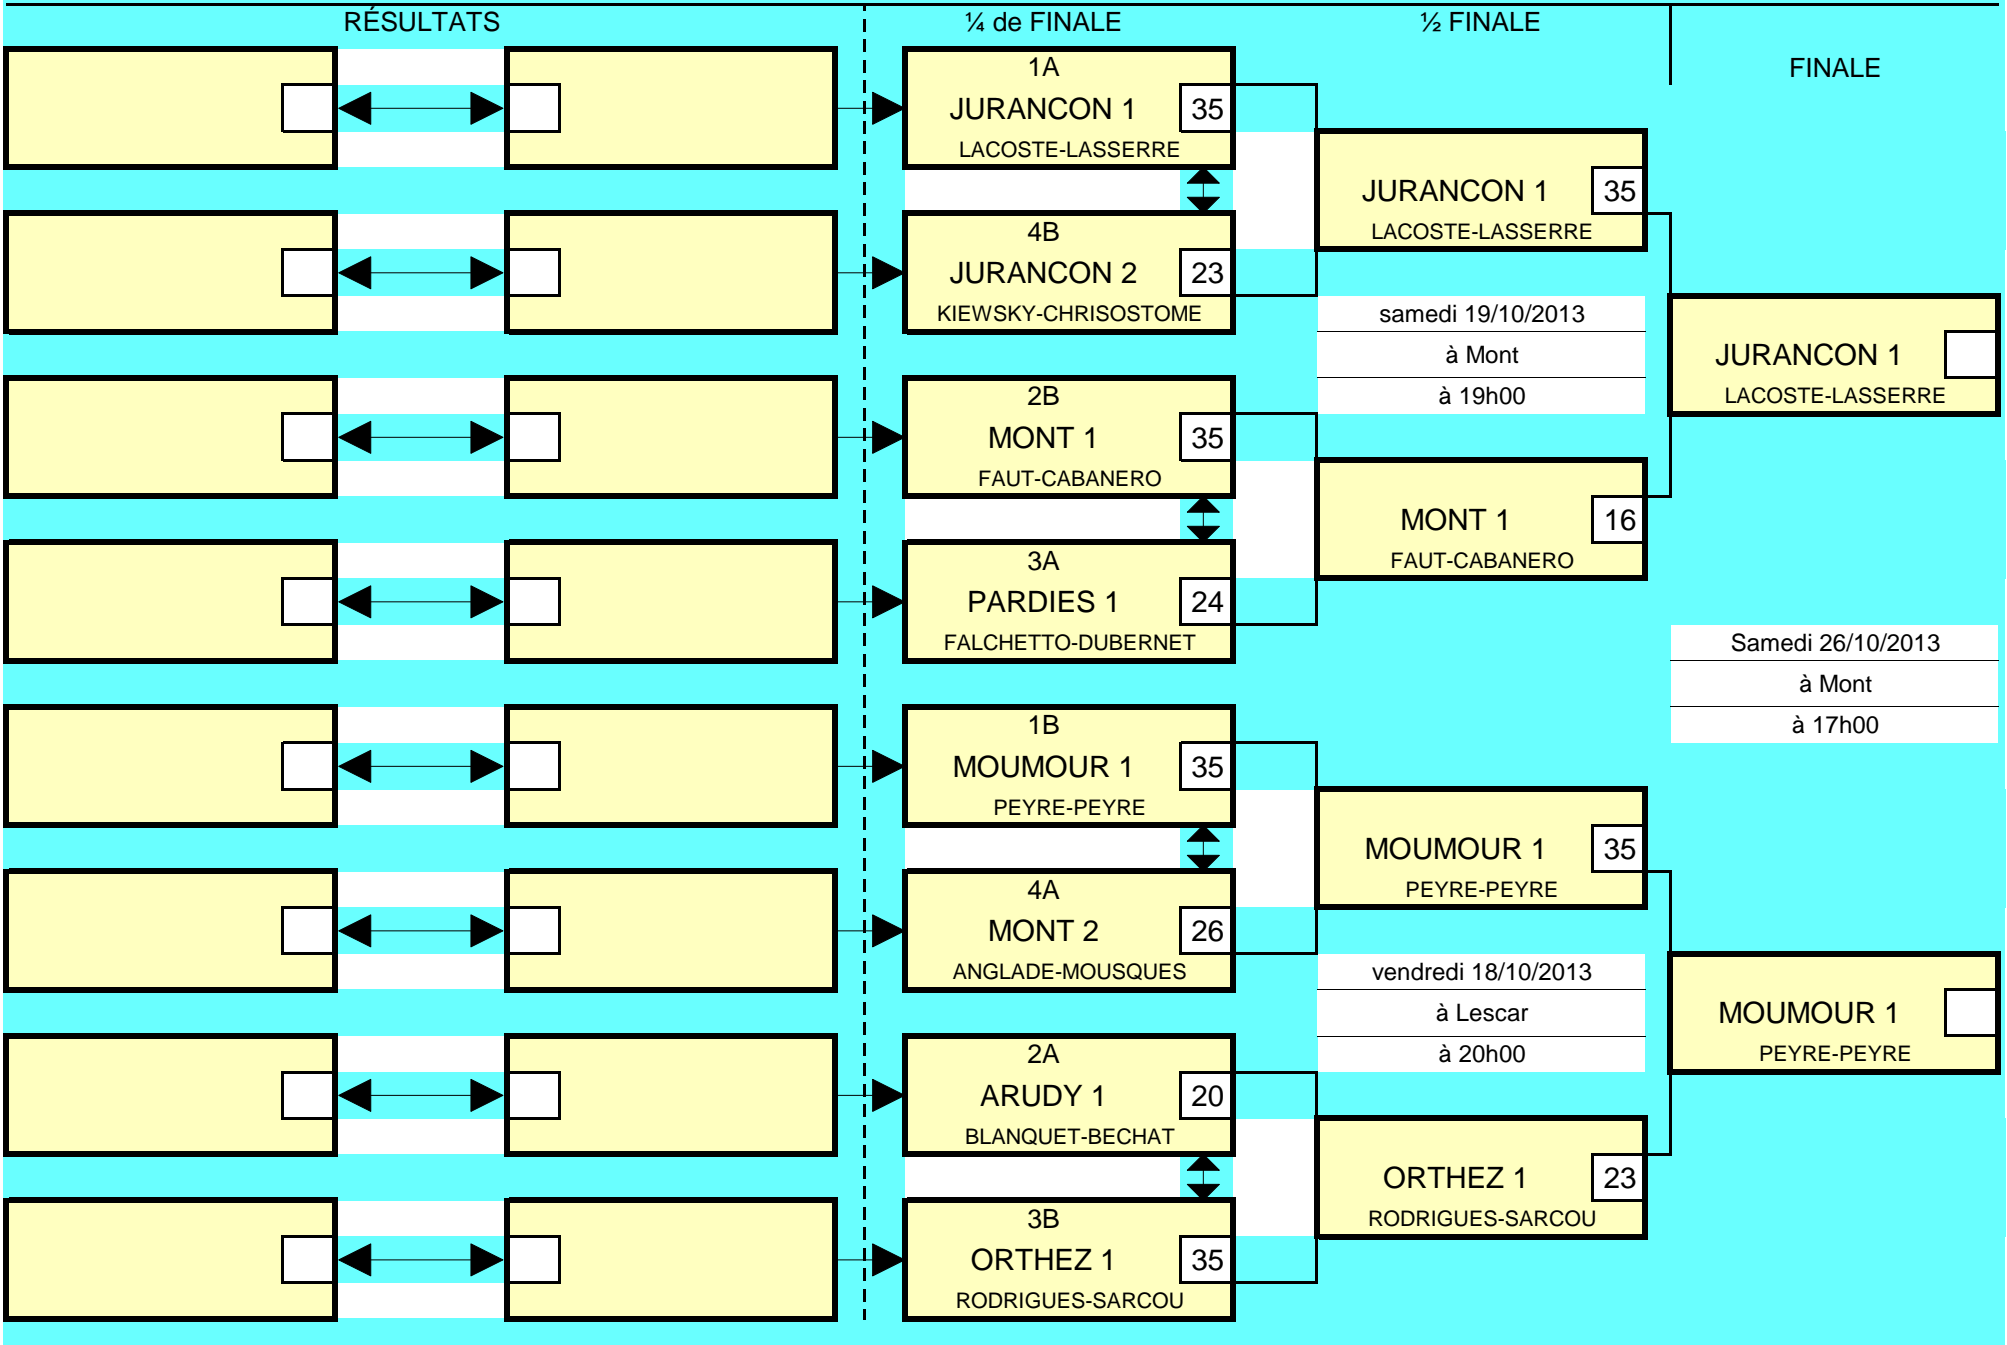 RÉSULTATS
¼ de FINALE
½ FINALE
FINALE
1A
JURANCON 1
35
LACOSTE-LASSERRE
4B
JURANCON 2
23
KIEWSKY-CHRISOSTOME
2B
MONT 1
35
FAUT-CABANERO
3A
PARDIES 1
24
FALCHETTO-DUBERNET
1B
MOUMOUR 1
35
PEYRE-PEYRE
4A
MONT 2
26
ANGLADE-MOUSQUES
2A
ARUDY 1
20
BLANQUET-BECHAT
3B
ORTHEZ 1
35
RODRIGUES-SARCOU
JURANCON 1
35
LACOSTE-LASSERRE
samedi 19/10/2013
à Mont
à 19h00
MONT 1
16
FAUT-CABANERO
MOUMOUR 1
35
PEYRE-PEYRE
vendredi 18/10/2013
à Lescar
à 20h00
ORTHEZ 1
23
RODRIGUES-SARCOU
JURANCON 1
LACOSTE-LASSERRE
Samedi 26/10/2013
à Mont
à 17h00
MOUMOUR 1
PEYRE-PEYRE